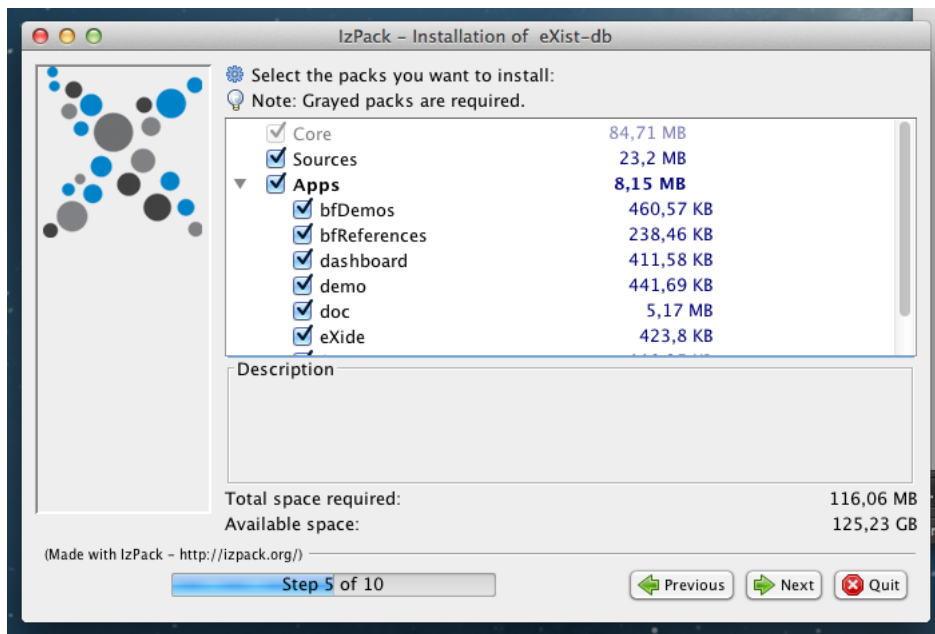 IzPack – Installation of eXist-db
Select the packs you want to install:
Note: Grayed packs are required.
Core 84,71 MB
Sources 23,2 MB
Apps 8,15 MB
bfDemos 460,57 KB
bfReferences 238,46 KB
dashboard 411,58 KB
demo 441,69 KB
doc 5,17 MB
eXide 423,8 KB
Description
Total space required: 116,06 MB
Available space: 125,23 GB
(Made with IzPack – http://izpack.org/)
Step 5 of 10 Previous Next Quit